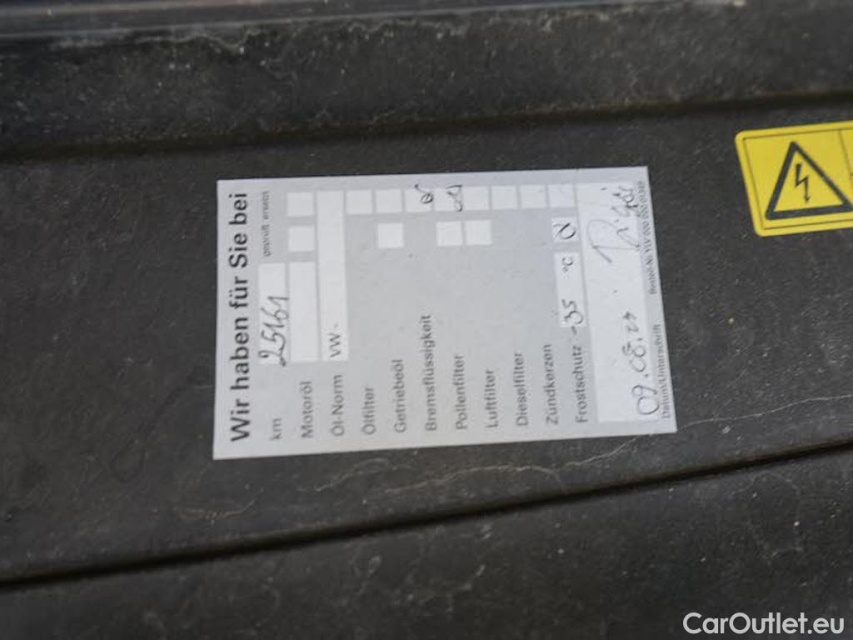 Wir haben für Sie bei
km 25161 geprüft ersetzt
Motoröl
Öl-Norm VW -
Ölfilter
Getriebeöl
Bremsflüssigkeit
Pollenfilter
Luftfilter
Dieselfilter
Zündkerzen
Frostschutz -35 °C
09.08.23
Datum/Unterschrift
CarOutlet.eu